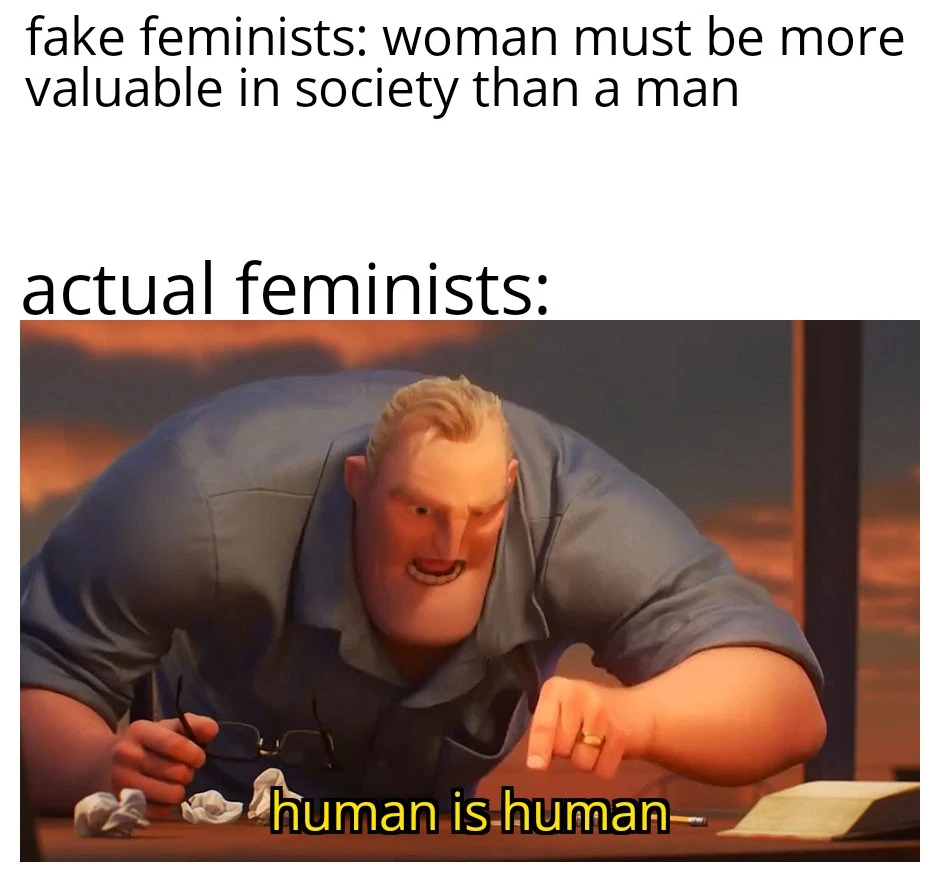 fake feminists: woman must be more
valuable in society than a man
actual feminists:
human is human